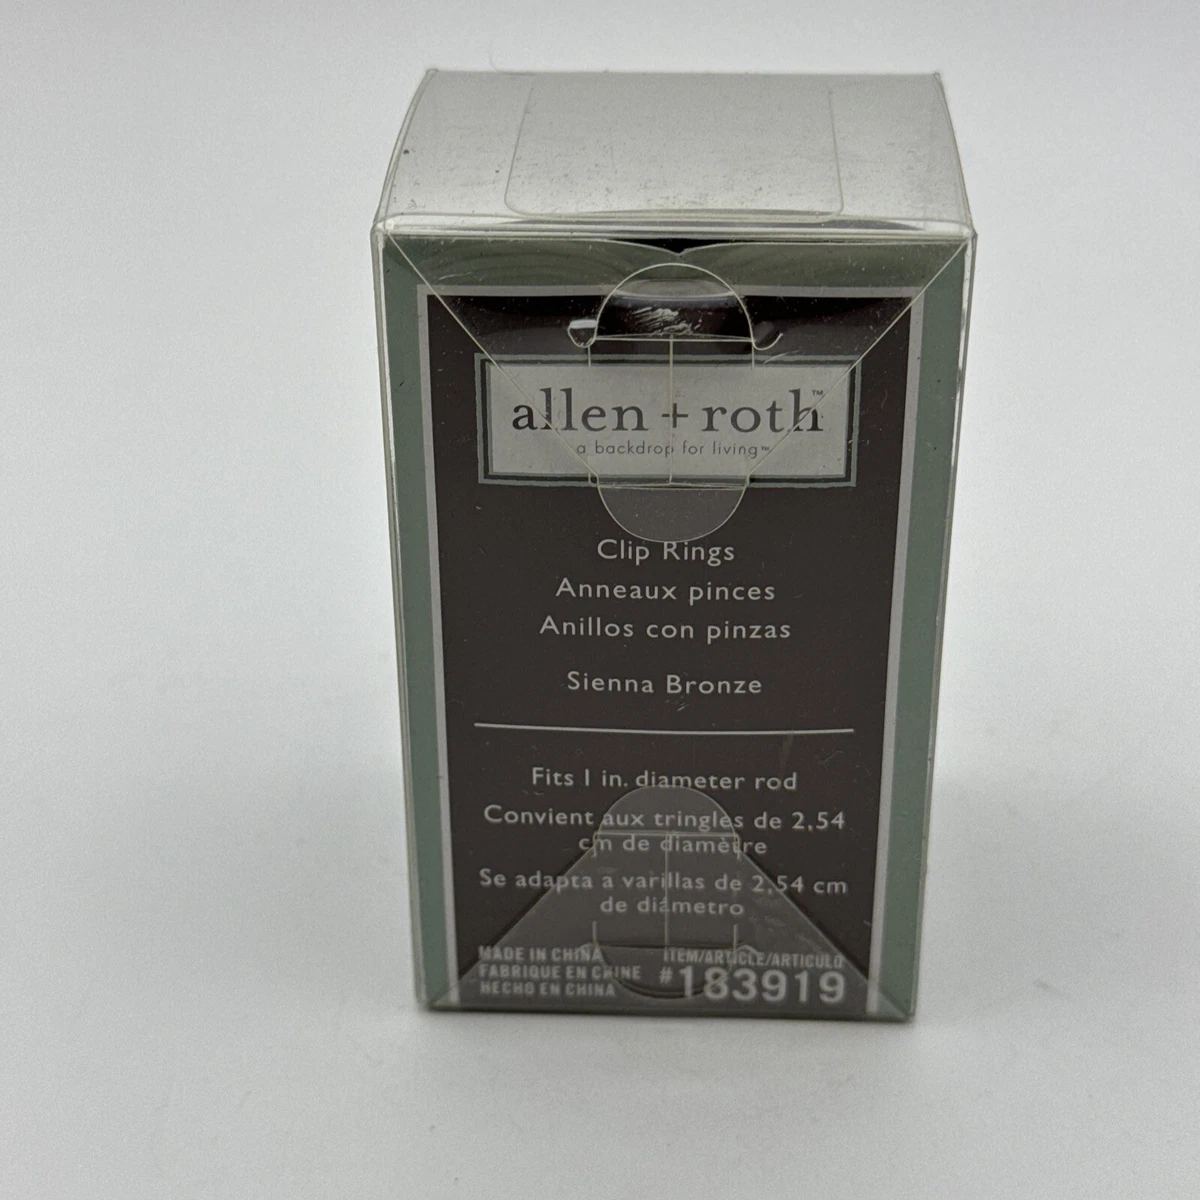 allen + roth™
a backdrop for living™
Clip Rings
Anneaux pinces
Anillos con pinzas
Sienna Bronze
Fits 1 in. diameter rod
Convient aux tringles de 2,54
cm de diamètre
Se adapta a varillas de 2,54 cm
de diámetro
MADE IN CHINA
FABRIQUE EN CHINE
HECHO EN CHINA
ITEM/ARTICLE/ARTICULO
#183919